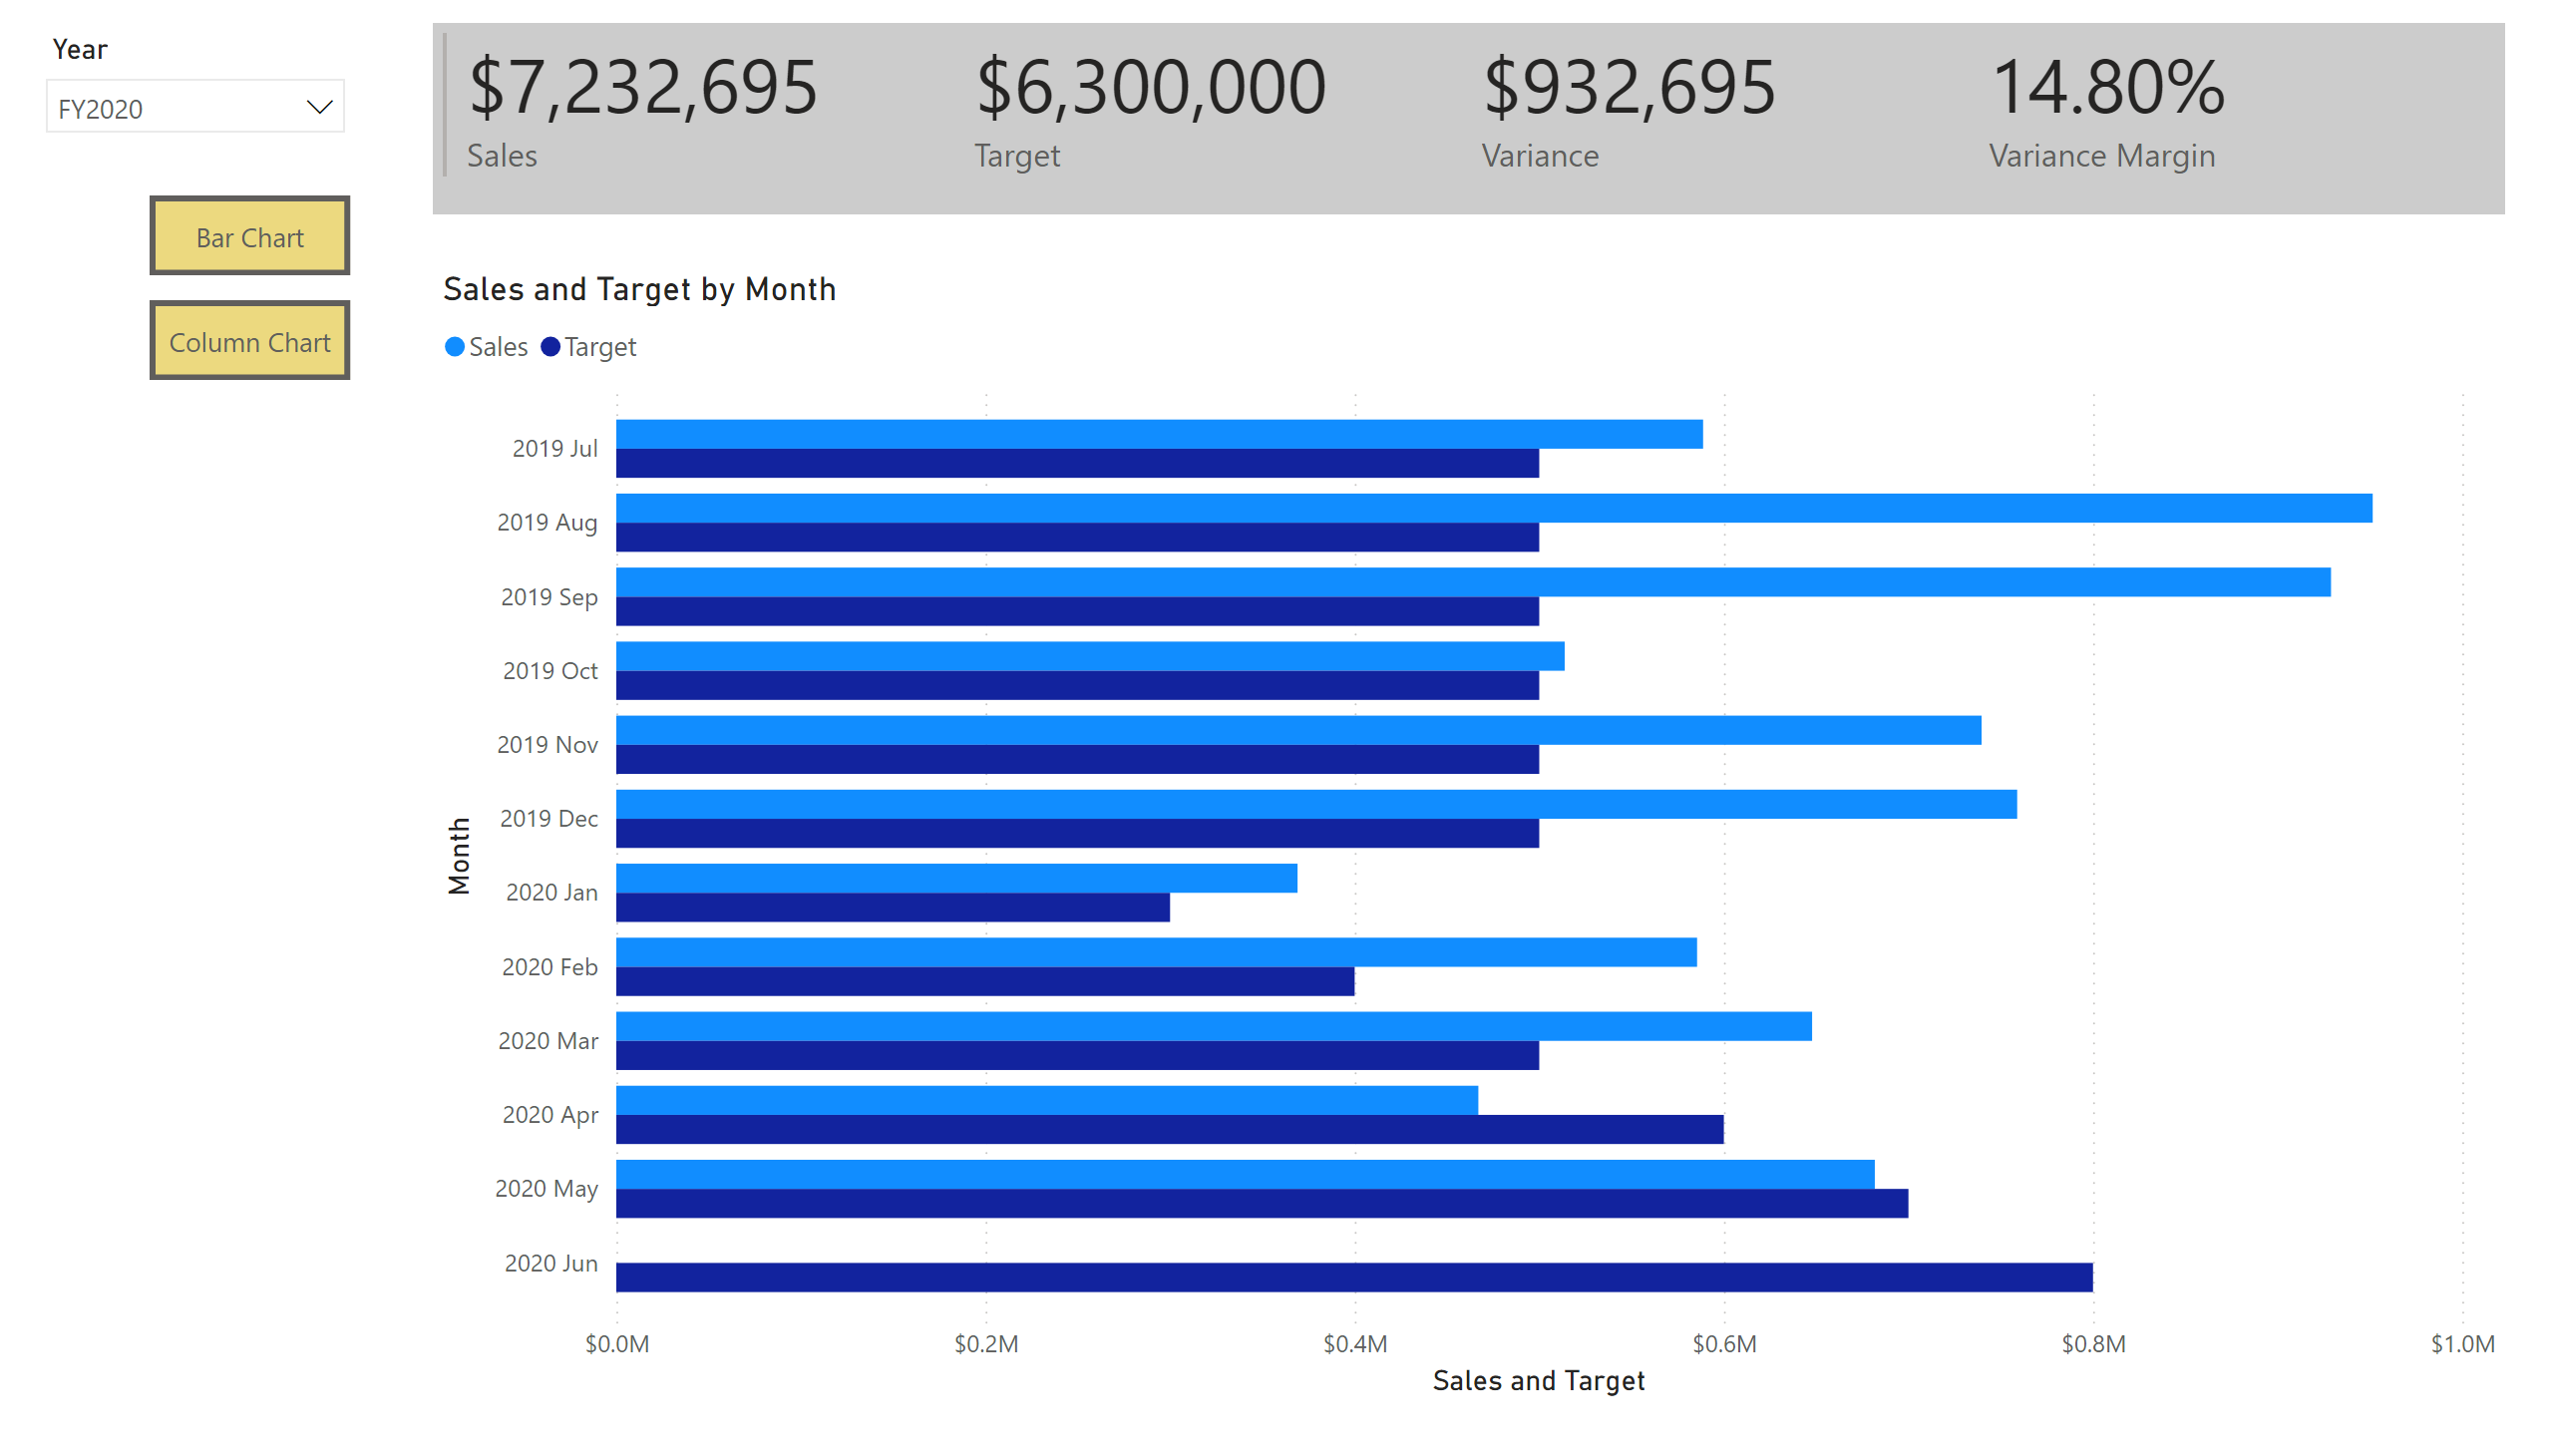 Year
FY2020
Bar Chart
Column Chart
$7,232,695
Sales
$6,300,000
Target
$932,695
Variance
14.80%
Variance Margin
Sales and Target by Month
Sales Target
Month
2019 Jul
2019 Aug
2019 Sep
2019 Oct
2019 Nov
2019 Dec
2020 Jan
2020 Feb
2020 Mar
2020 Apr
2020 May
2020 Jun
$0.0M $0.2M $0.4M $0.6M $0.8M $1.0M
Sales and Target